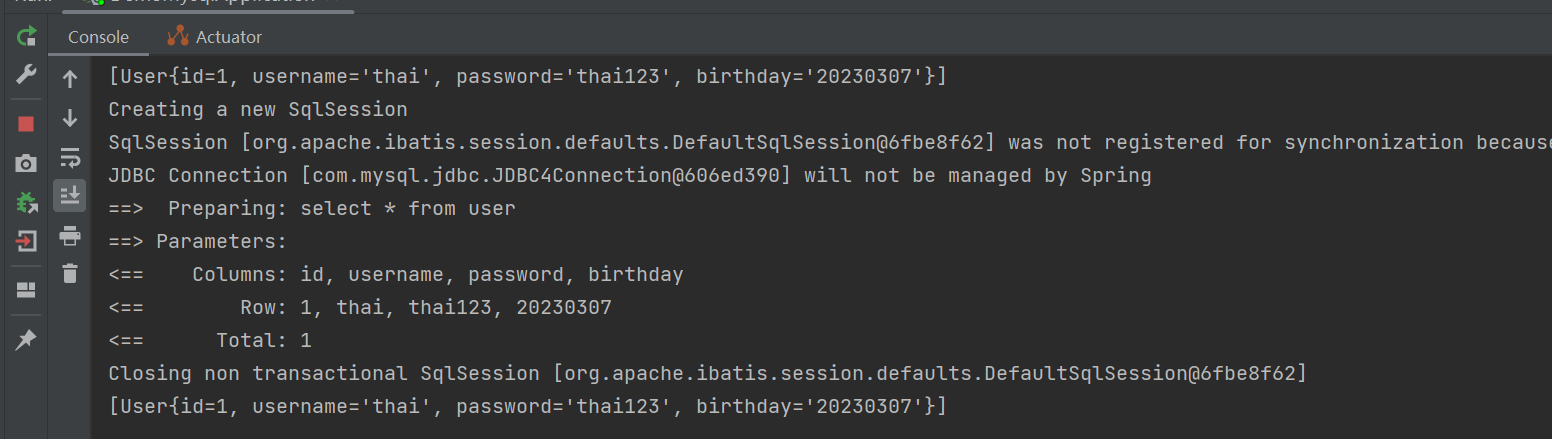 Console
Actuator
[User{id=1, username='thai', password='thai123', birthday='20230307'}]
Creating a new SqlSession
SqlSession [org.apache.ibatis.session.defaults.DefaultSqlSession@6fbe8f62] was not registered for synchronization because
JDBC Connection [com.mysql.jdbc.JDBC4Connection@606ed390] will not be managed by Spring
==>  Preparing: select * from user
==> Parameters:
<==    Columns: id, username, password, birthday
<==        Row: 1, thai, thai123, 20230307
<==      Total: 1
Closing non transactional SqlSession [org.apache.ibatis.session.defaults.DefaultSqlSession@6fbe8f62]
[User{id=1, username='thai', password='thai123', birthday='20230307'}]